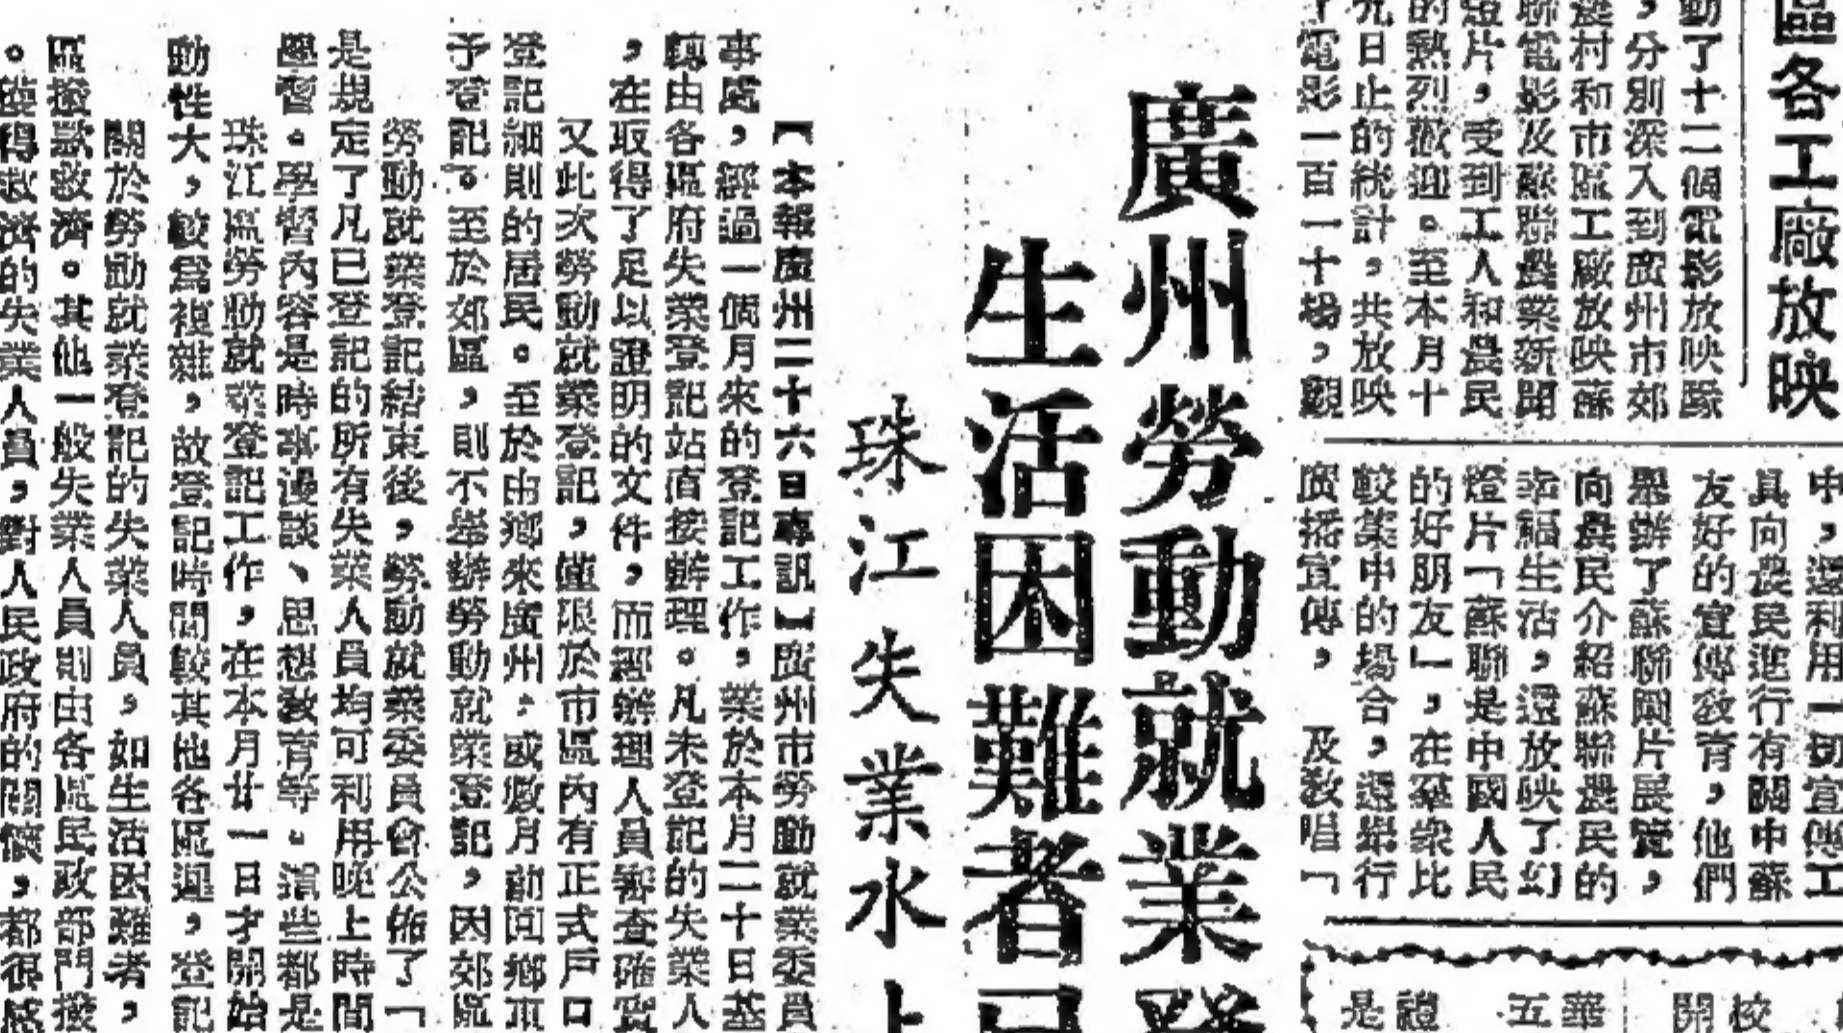 區各工廠放映
動了十二個電影放映隊
,分別深入到廣州市郊
農村和市區工廠放映蘇
聯電影及蘇聯農業新聞
燈片,受到工人和農民
的熱烈歡迎。至本月十
九日止的統計,共放映
了電影一百一十場,觀
中,還利用一切宣傳工
具向農民進行有關中蘇
友好的宣傳敎育,他們
舉辦了蘇聯圖片展覽,
向農民介紹蘇聯農民的
幸福生活,還放映了幻
燈片「蘇聯是中國人民
的好朋友」,在羣衆比
較集中的場合,還舉行
廣播宣傳, 及敎唱「
校
開
華
五
證
是
廣州勞動就業登
生活困難者已
珠江失業水上
【本報廣州二十六日專訊】廣州市勞動就業委員
事處,經過一個月來的登記工作,業於本月二十日基
轉由各區府失業登記站直接辦理。凡未登記的失業人
,在取得了足以證明的文件,而經辦理人員審查確實
又此次勞動就業登記,僅限於市區內有正式戶口
登記細則的居民。至於由鄉來廣州,或數月前回鄉東
予登記。至於郊區,則不舉辦勞動就業登記,因郊區
勞動就業登記結束後,勞動就業委員會公佈了「
是規定了凡已登記的所有失業人員均可利用晚上時間
學習。學習內容是時事漫談、思想敎育等。這些都是
珠江區勞動就業登記工作,在本月廿一日才開始
動性大,較爲複雜,故登記時間較其他各區遲,登記
關於勞動就業登記的失業人員,如生活困難者,
區撥款救濟。其他一般失業人員則由各區民政部門撥
。獲得救濟的失業人員,對人民政府的關懷,都很感